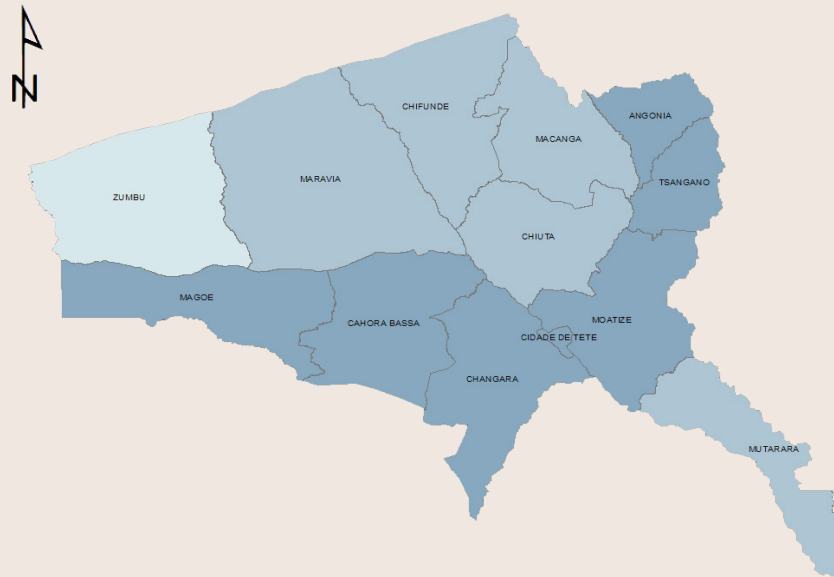 N
CHIFUNDE
ANGONIA
MACANGA
MARAVIA
TSANGANO
ZUMBU
CHIUTA
MAGOE
CAHORA BASSA
MOATIZE
CIDADE DE TETE
CHANGARA
MUTARARA